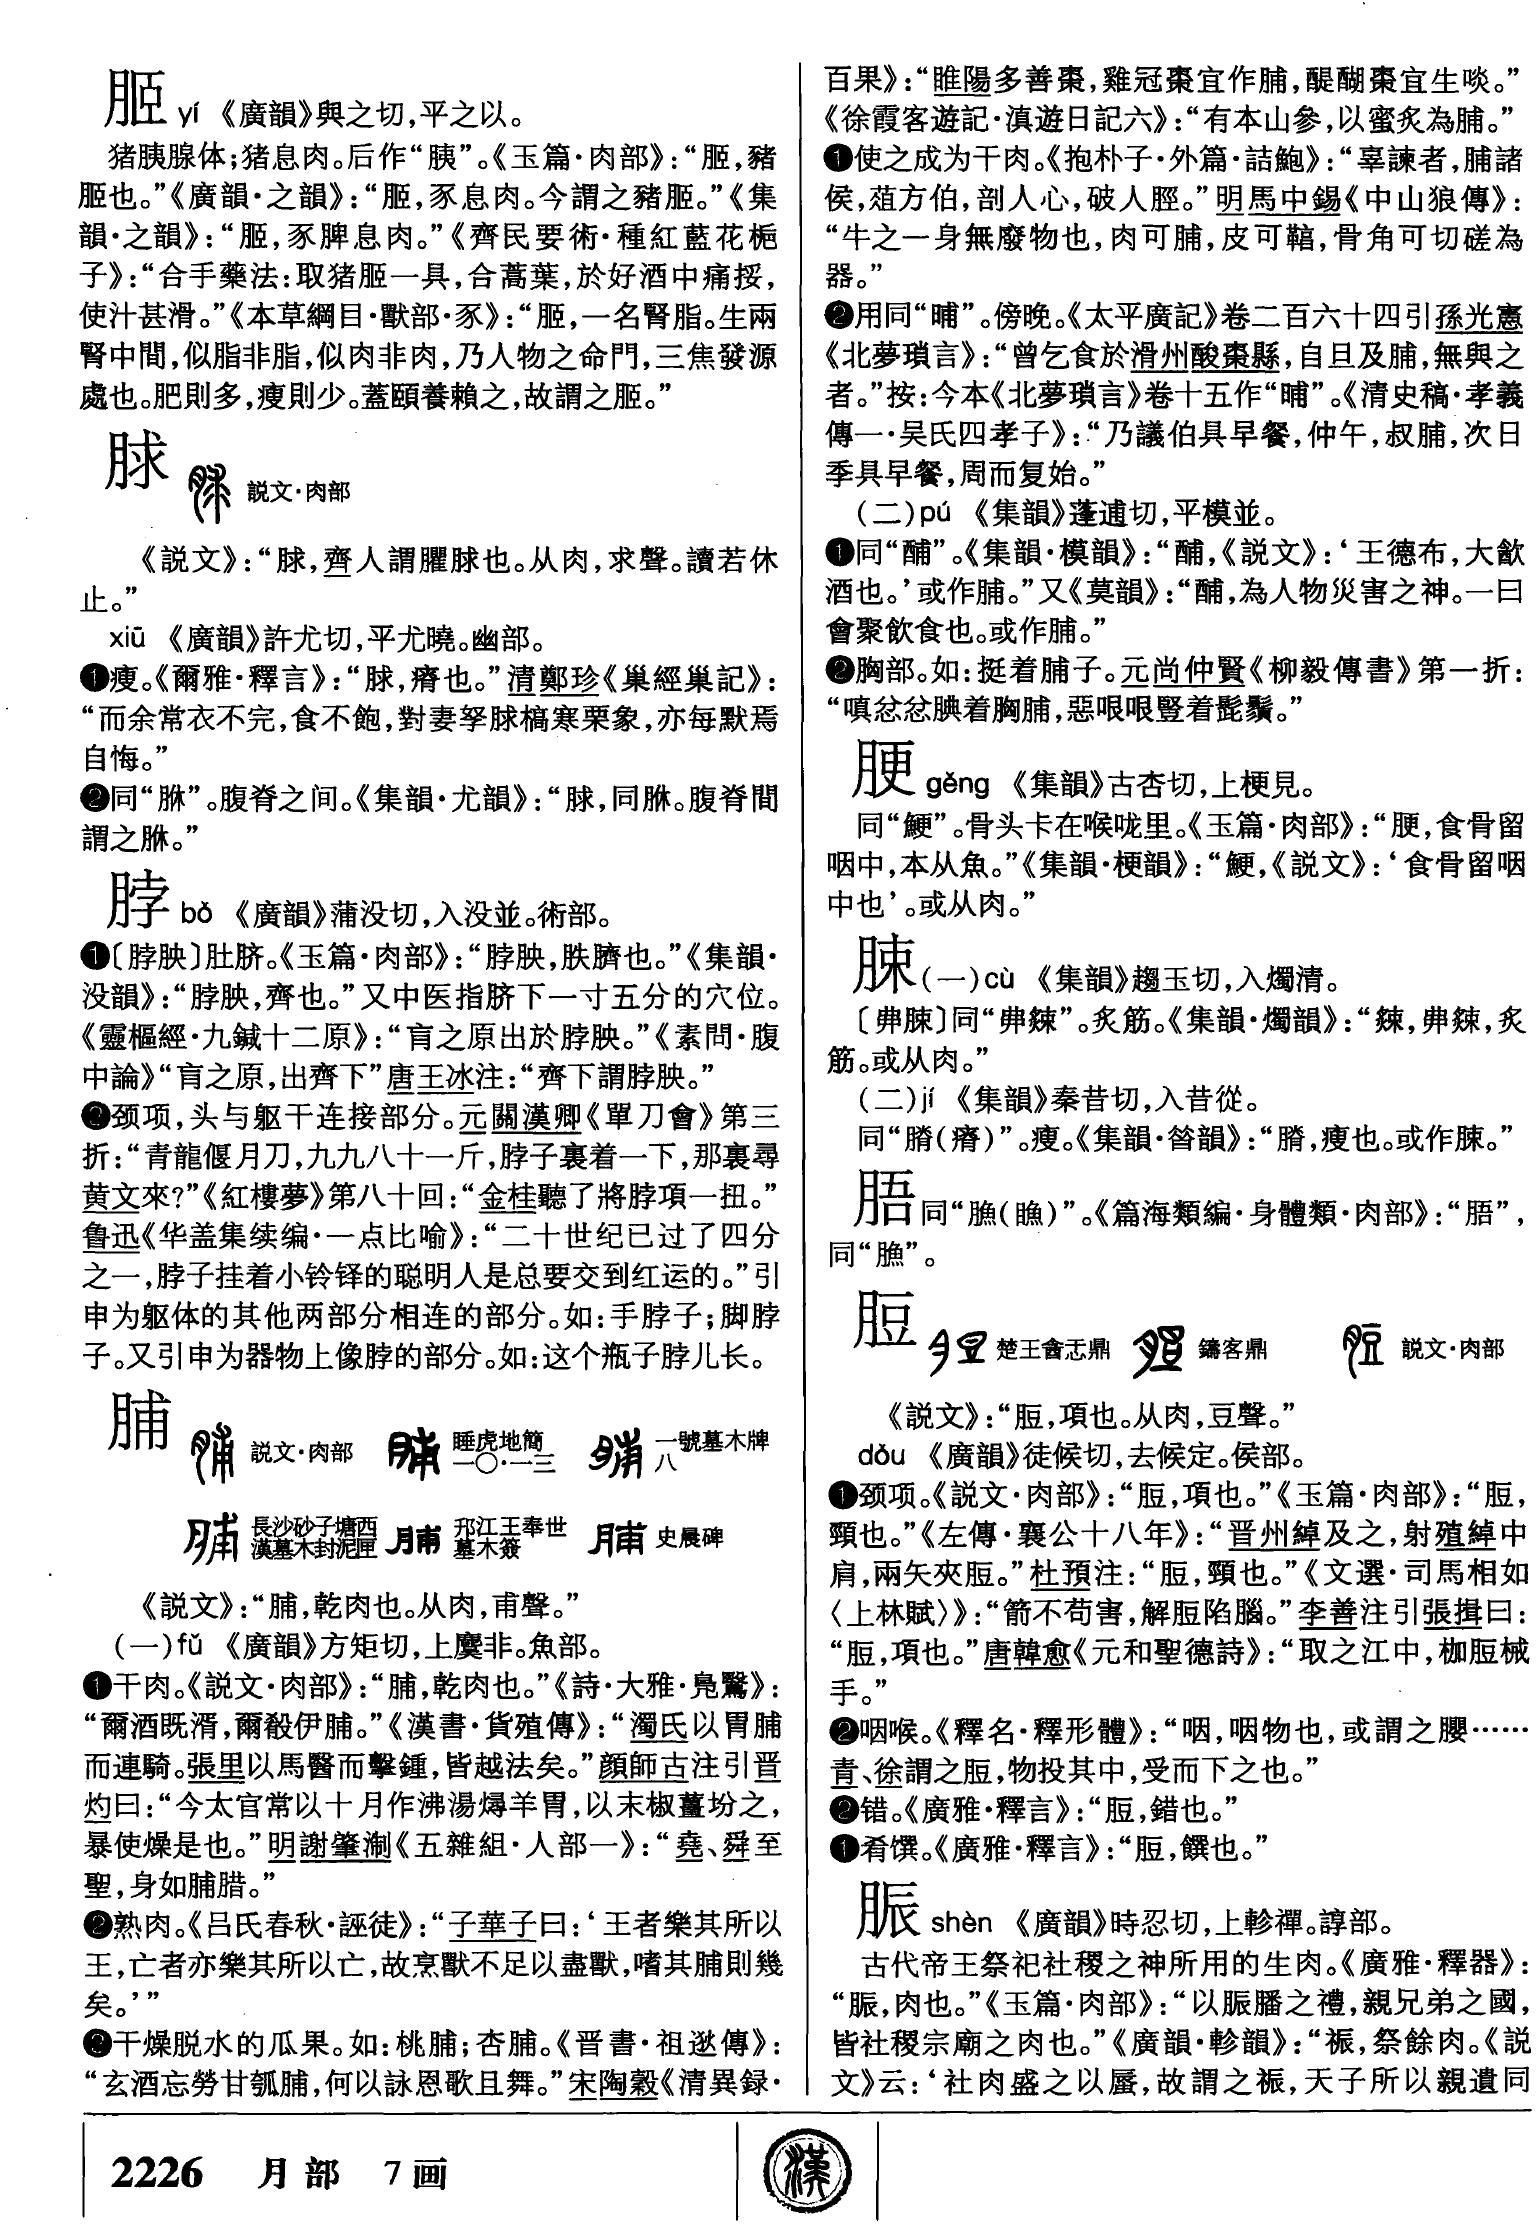 𦙮 yí 《廣韻》與之切,平之以。
猪胰腺体;猪息肉。后作“胰”。《玉篇·肉部》:“𦛗,豬
𦛗也。”《廣韻·之韻》:“𦛗,豕息肉。今謂之豬𦛗。”《集
韻·之韻》:“𦛗,豕脾息肉。”《齊民要術·種紅藍花栀
子》:“合手藥法:取猪𦛗一具,合蒿葉,於好酒中痛挼,
使汁甚滑。”《本草綱目·獸部·豕》:“𦛗,一名腎脂。生兩
腎中間,似脂非脂,似肉非肉,乃人物之命門,三焦發源
處也。肥則多,瘦則少。蓋頤養賴之,故謂之𦛗。”
脙 説文·肉部
《説文》:“脙,齊人謂臞脙也。从肉,求聲。讀若休
止。”
xiū 《廣韻》許尤切,平尤曉。幽部。
❶瘦。《爾雅·釋言》:“脙,瘠也。”清鄭珍《巢經巢記》:
“而余常衣不完,食不飽,對妻孥脙槁寒栗象,亦每默焉
自悔。”
❷同“脒”。腹脊之间。《集韻·尤韻》:“脙,同脒。腹脊間
謂之脒。”
脖 bó 《廣韻》蒲没切,入没並。術部。
❶〔脖胦〕肚脐。《玉篇·肉部》:“脖胦,胅臍也。”《集韻·
没韻》:“脖胦,齊也。”又中医指脐下一寸五分的穴位。
《靈樞經·九鍼十二原》:“肓之原出於脖胦。”《素問·腹
中論》“肓之原,出齊下”唐王冰注:“齊下謂脖胦。”
❷颈项,头与躯干连接部分。元關漢卿《單刀會》第三
折:“青龍偃月刀,九九八十一斤,脖子裏着一下,那裏尋
黄文來?”《紅樓夢》第八十回:“金桂聽了將脖項一扭。”
鲁迅《华盖集续编·一点比喻》:“二十世纪已过了四分
之一,脖子挂着小铃铎的聪明人是总要交到红运的。”引
申为躯体的其他两部分相连的部分。如:手脖子;脚脖
子。又引申为器物上像脖的部分。如:这个瓶子脖儿长。
脯 説文·肉部 睡虎地簡一〇·一三 一號墓木牌八
長沙砂子塘西漢墓木封泥匣 邗江王奉世墓木簽 史晨碑
《説文》:“脯,乾肉也。从肉,甫聲。”
(一)fǔ 《廣韻》方矩切,上麌非。魚部。
❶干肉。《説文·肉部》:“脯,乾肉也。”《詩·大雅·鳧鷖》:
“爾酒既湑,爾殽伊脯。”《漢書·貨殖傳》:“濁氏以胃脯
而連騎。張里以馬醫而擊鍾,皆越法矣。”顔師古注引晋
灼曰:“今太官常以十月作沸湯燖羊胃,以末椒薑坋之,
暴使燥是也。”明謝肇淛《五雜組·人部一》:“堯、舜至
聖,身如脯腊。”
❷熟肉。《吕氏春秋·誣徒》:“子華子曰:‘王者樂其所以
王,亡者亦樂其所以亡,故烹獸不足以盡獸,嗜其脯則幾
矣。’”
❸干燥脱水的瓜果。如:桃脯;杏脯。《晋書·祖逖傳》:
“玄酒忘勞甘瓠脯,何以詠恩歌且舞。”宋陶穀《清異録·
百果》:“睢陽多善棗,雞冠棗宜作脯,醍醐棗宜生啖。”
《徐霞客遊記·滇遊日記六》:“有本山參,以蜜炙為脯。”
❶使之成为干肉。《抱朴子·外篇·詰鮑》:“辜諫者,脯諸
侯,葅方伯,剖人心,破人脛。”明馬中錫《中山狼傳》:
“牛之一身無廢物也,肉可脯,皮可鞟,骨角可切磋為
器。”
❷用同“晡”。傍晚。《太平廣記》卷二百六十四引孫光憲
《北夢瑣言》:“曾乞食於滑州酸棗縣,自旦及脯,無與之
者。”按:今本《北夢瑣言》卷十五作“晡”。《清史稿·孝義
傳一·吴氏四孝子》:“乃議伯具早餐,仲午,叔脯,次日
季具早餐,周而复始。”
(二)pú 《集韻》蓬逋切,平模並。
❶同“酺”。《集韻·模韻》:“酺,《説文》:‘王德布,大飲
酒也。’或作脯。”又《莫韻》:“酺,為人物災害之神。一曰
會聚飲食也。或作脯。”
❷胸部。如:挺着脯子。元尚仲賢《柳毅傳書》第一折:
“嗔忿忿腆着胸脯,惡哏哏豎着髭鬚。”
䐑 gěng 《集韻》古杏切,上梗見。
同“鯁”。骨头卡在喉咙里。《玉篇·肉部》:“腰,食骨留
咽中,本从魚。”《集韻·梗韻》:“鯁,《説文》:‘食骨留咽
中也’。或从肉。”
脨 (一)cù 《集韻》趨玉切,入燭清。
〔丳脨〕同“丳𥻘”。炙筋。《集韻·燭韻》:“𥻘,丳𥻘,炙
筋。或从肉。”
(二)jí 《集韻》秦昔切,入昔從。
同“膌(瘠)”。瘦。《集韻·㫺韻》:“膌,瘦也。或作脨。”
䏸 同“䲣(瞧)”。《篇海類編·身體類·肉部》:“脴”,
脰 楚王酓忎鼎 鑄客鼎 説文·肉部
《説文》:“脰,項也。从肉,豆聲。”
dǒu 《廣韻》徒候切,去候定。侯部。
❶颈项。《説文·肉部》:“脰,項也。”《玉篇·肉部》:“脰,
頸也。”《左傳·襄公十八年》:“晋州綽及之,射殖綽中
肩,兩矢夾脰。”杜預注:“脰,頸也。”《文選·司馬相如
〈上林賦〉》:“箭不苟害,解脰陷腦。”李善注引張揖曰:
“脰,項也。”唐韓愈《元和聖德詩》:“取之江中,枷脰械
手。”
❷咽喉。《釋名·釋形體》:“咽,咽物也,或謂之䐜……
青、徐謂之脰,物投其中,受而下之也。”
❷错。《廣雅·釋言》:“脰,錯也。”
❶肴馔。《廣雅·釋言》:“脰,饌也。”
脤 shèn 《廣韻》時忍切,上軫禪。諄部。
古代帝王祭祀社稷之神所用的生肉。《廣雅·釋器》:
“脤,肉也。”《玉篇·肉部》:“以脤膰之禮,親兄弟之國,
皆社稷宗廟之肉也。”《廣韻·軫韻》:“祳,祭餘肉。《説
文》云:‘社肉盛之以蜃,故謂之祳,天子所以親遺同
2226 月部 7画
漢